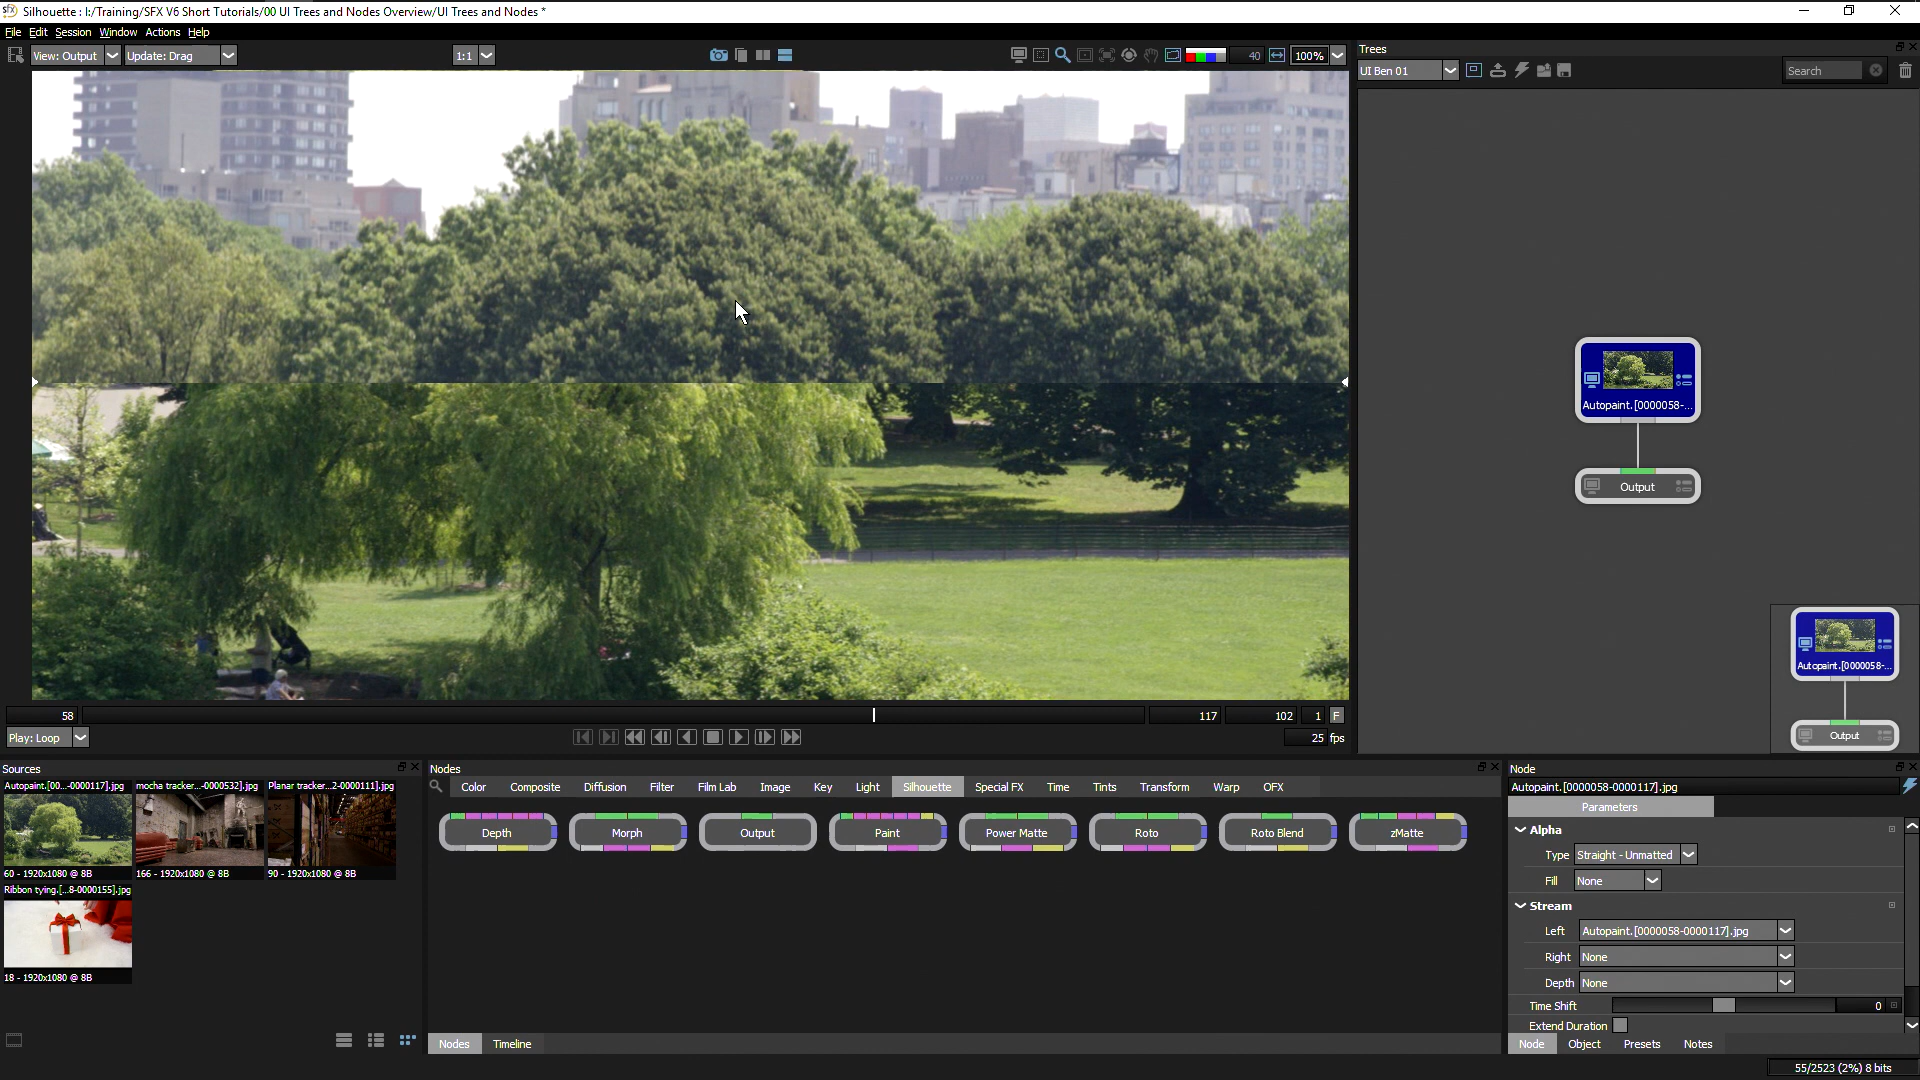 Silhouette : I:/Training/SFX V6 Short Tutorials/00 UI Trees and Nodes Overview/UI Trees and Nodes *
File Edit Session Window Actions Help
View: Output Update: Drag 1:1 40 100%
Trees
UI Ben 01 Search
Autopaint.[0000058-...
Output
Autopaint.[0000058-...
Output
58 117 102 1 F
Play: Loop 25 fps
Sources
Autopaint.[00...-0000117].jpg mocha tracker...-0000532].jpg Planar tracker...2-0000111].jpg
60 - 1920x1080 @ 8B 166 - 1920x1080 @ 8B 90 - 1920x1080 @ 8B
Ribbon tying.[...8-0000155].jpg
18 - 1920x1080 @ 8B
Nodes
Color Composite Diffusion Filter Film Lab Image Key Light Silhouette Special FX Time Tints Transform Warp OFX
Depth Morph Output Paint Power Matte Roto Roto Blend zMatte
Nodes Timeline
Node
Autopaint.[0000058-0000117].jpg
Parameters
Alpha
Type Straight - Unmatted
Fill None
Stream
Left Autopaint.[0000058-0000117].jpg
Right None
Depth None
Time Shift 0
Extend Duration
Node Object Presets Notes
55/2523 (2%) 8 bits